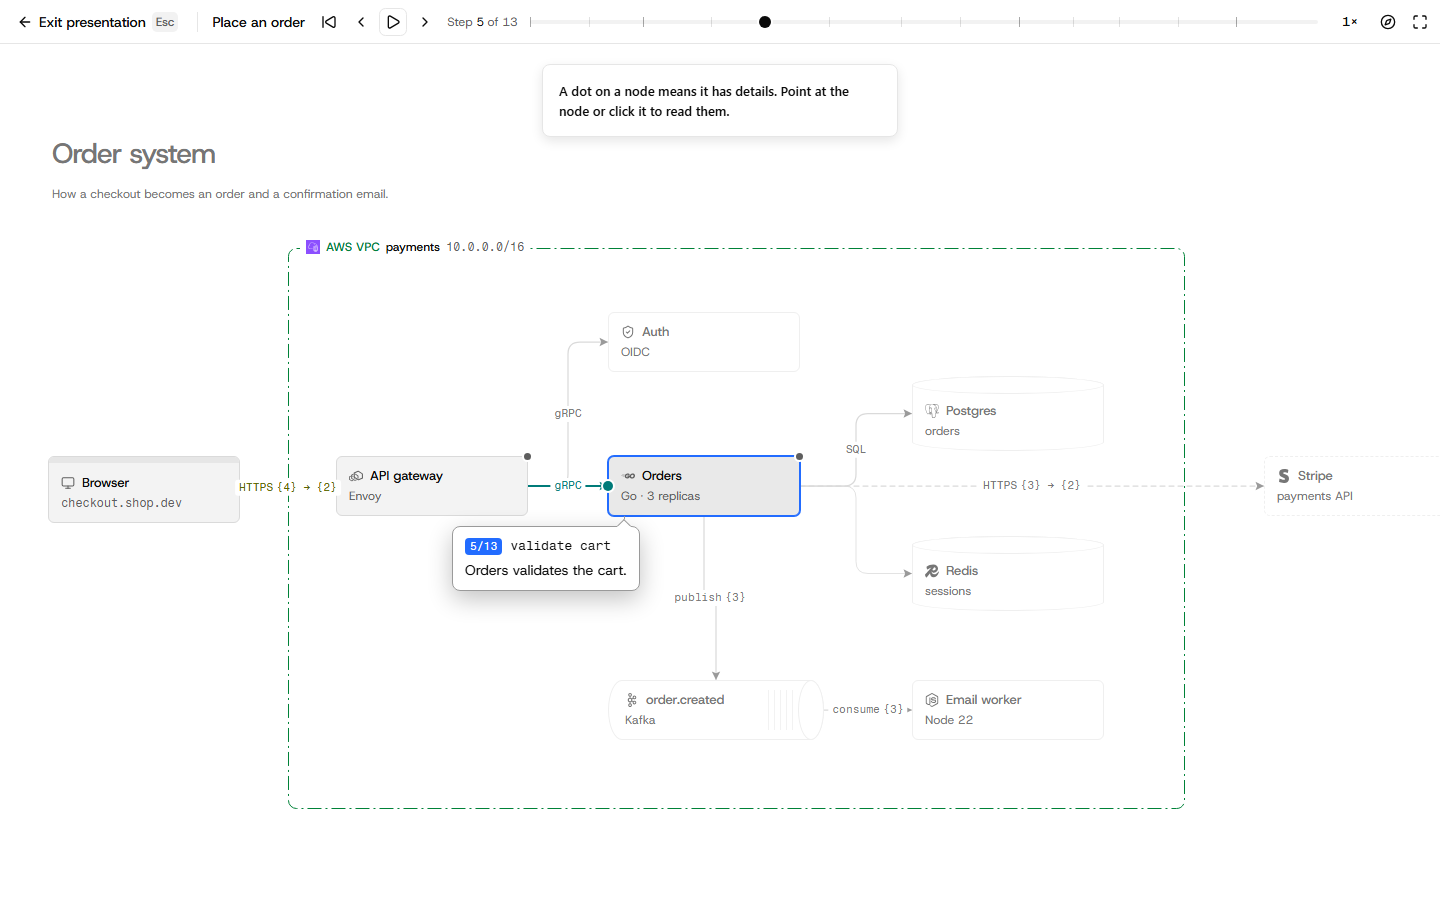 Exit presentation Esc
Place an order
Step 5 of 13
1×
A dot on a node means it has details. Point at the
node or click it to read them.
Order system
How a checkout becomes an order and a confirmation email.
AWS VPC payments 10.0.0.0/16
Auth
OIDC
gRPC
Postgres
orders
SQL
Browser
checkout.shop.dev
HTTPS {4} → {2}
API gateway
Envoy
gRPC
Orders
Go · 3 replicas
HTTPS {3} → {2}
Stripe
payments API
5/13 validate cart
Orders validates the cart.
Redis
sessions
publish {3}
order.created
Kafka
consume {3}
Email worker
Node 22